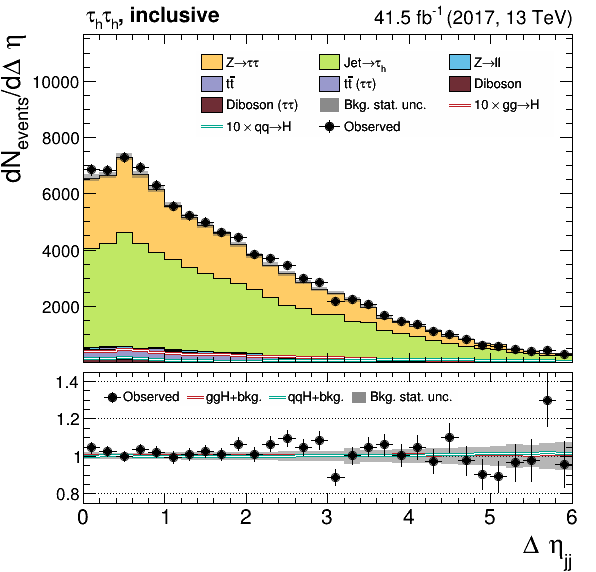 τhτh, inclusive 41.5 fb⁻¹ (2017, 13 TeV)
dNevents/dΔ η
10000
8000
6000
4000
2000
Z→ττ Jet→τh Z→ll
tt̄ tt̄ (ττ) Diboson
Diboson (ττ) Bkg. stat. unc. 10 × gg→H
10 × qq→H Observed
1.4
1.2
1
0.8
Observed ggH+bkg. qqH+bkg. Bkg. stat. unc.
0 1 2 3 4 5 6
Δ ηjj